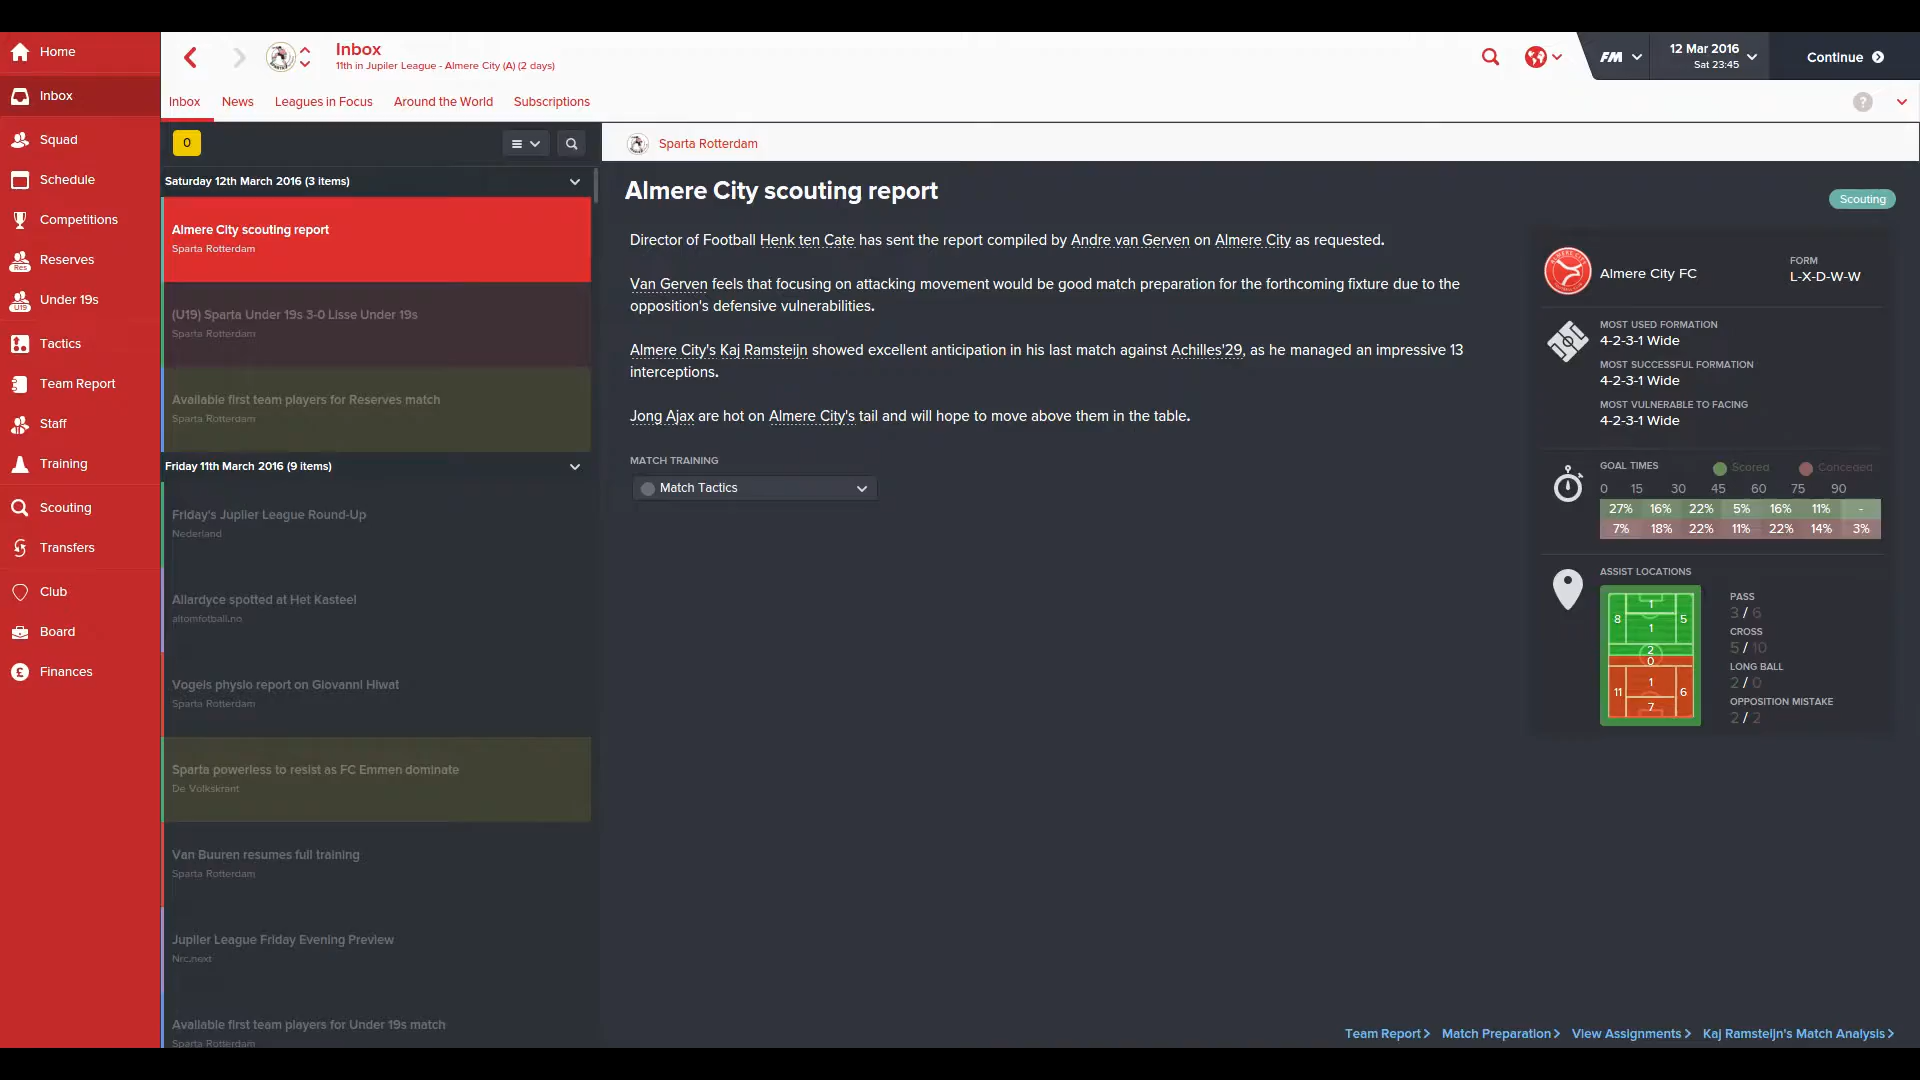 Home
Inbox
Squad
Schedule
Competitions
Reserves
Under 19s
Tactics
Team Report
Staff
Training
Scouting
Transfers
Club
Board
Finances
Inbox
11th in Jupiler League - Almere City (A) (2 days)
FM
12 Mar 2016
Sat 23:45
Continue
Inbox News Leagues in Focus Around the World Subscriptions
?
0
Saturday 12th March 2016 (3 items)
Almere City scouting report
Sparta Rotterdam
(U19) Sparta Under 19s 3-0 Lisse Under 19s
Sparta Rotterdam
Available first team players for Reserves match
Sparta Rotterdam
Friday 11th March 2016 (9 items)
Friday's Jupiler League Round-Up
Nederland
Allardyce spotted at Het Kasteel
altomfotball.no
Vogels physio report on Giovanni Hiwat
Sparta Rotterdam
Sparta powerless to resist as FC Emmen dominate
De Volkskrant
Van Buuren resumes full training
Sparta Rotterdam
Jupiler League Friday Evening Preview
Nrc.next
Available first team players for Under 19s match
Sparta Rotterdam
Sparta Rotterdam
Almere City scouting report
Scouting
Director of Football Henk ten Cate has sent the report compiled by Andre van Gerven on Almere City as requested.
Van Gerven feels that focusing on attacking movement would be good match preparation for the forthcoming fixture due to the
opposition's defensive vulnerabilities.
Almere City's Kaj Ramsteijn showed excellent anticipation in his last match against Achilles'29, as he managed an impressive 13
interceptions.
Jong Ajax are hot on Almere City's tail and will hope to move above them in the table.
MATCH TRAINING
Match Tactics
Almere City FC
FORM
L-X-D-W-W
MOST USED FORMATION
4-2-3-1 Wide
MOST SUCCESSFUL FORMATION
4-2-3-1 Wide
MOST VULNERABLE TO FACING
4-2-3-1 Wide
GOAL TIMES Scored Conceded
0 15 30 45 60 75 90
27% 16% 22% 5% 16% 11% -
7% 18% 22% 11% 22% 14% 3%
ASSIST LOCATIONS
1
8 5
1
2
0
1
11 6
7
PASS
3 / 6
CROSS
5 / 10
LONG BALL
2 / 0
OPPOSITION MISTAKE
2 / 2
Team Report Match Preparation View Assignments Kaj Ramsteijn's Match Analysis